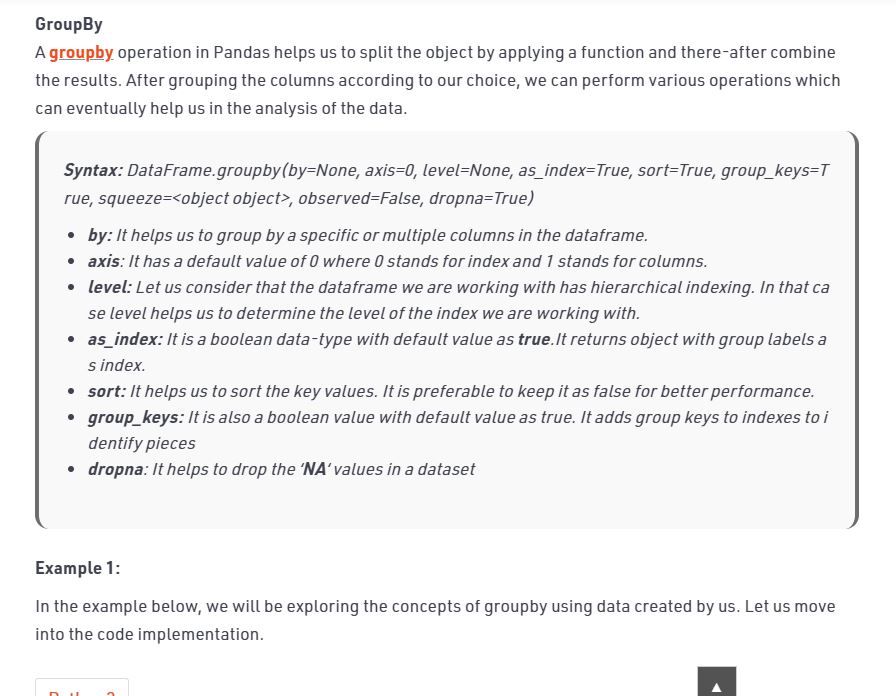 GroupBy
A groupby operation in Pandas helps us to split the object by applying a function and there-after combine
the results. After grouping the columns according to our choice, we can perform various operations which
can eventually help us in the analysis of the data.
Syntax: DataFrame.groupby(by=None, axis=0, level=None, as_index=True, sort=True, group_keys=T
rue, squeeze=<object object>, observed=False, dropna=True)
• by: It helps us to group by a specific or multiple columns in the dataframe.
• axis: It has a default value of 0 where 0 stands for index and 1 stands for columns.
• level: Let us consider that the dataframe we are working with has hierarchical indexing. In that ca
se level helps us to determine the level of the index we are working with.
• as_index: It is a boolean data-type with default value as true.It returns object with group labels a
s index.
• sort: It helps us to sort the key values. It is preferable to keep it as false for better performance.
• group_keys: It is also a boolean value with default value as true. It adds group keys to indexes to i
dentify pieces
• dropna: It helps to drop the ‘NA‘ values in a dataset
Example 1:
In the example below, we will be exploring the concepts of groupby using data created by us. Let us move
into the code implementation.